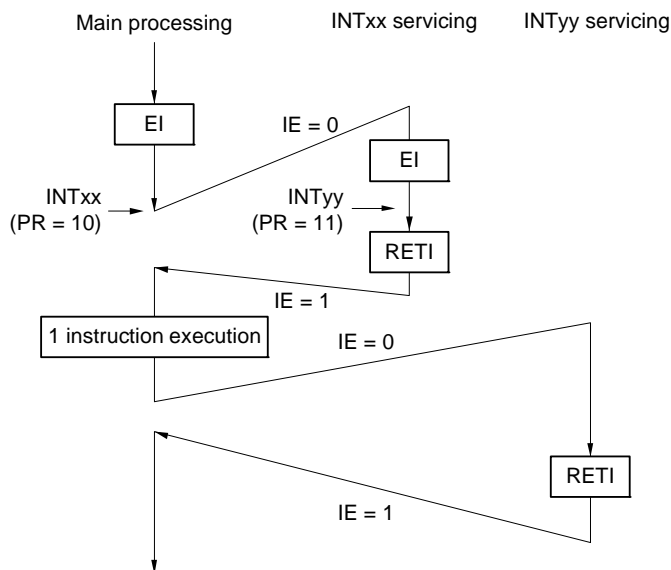 Main processing
INTxx servicing
INTyy servicing
EI
IE = 0
EI
INTxx
(PR = 10)
INTyy
(PR = 11)
RETI
IE = 1
1 instruction execution
IE = 0
RETI
IE = 1